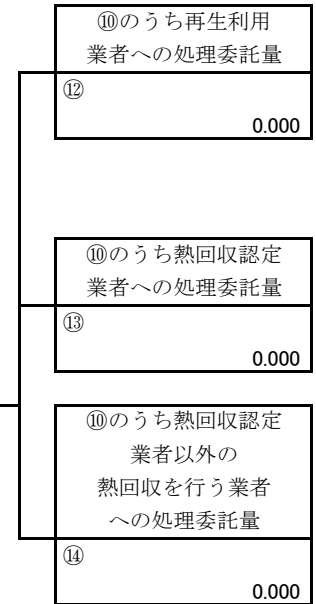 ⑩のうち再生利用
業者への処理委託量
⑫
0.000
⑩のうち熱回収認定
業者への処理委託量
⑬
0.000
⑩のうち熱回収認定
業者以外の
熱回収を行う業者
への処理委託量
⑭
0.000